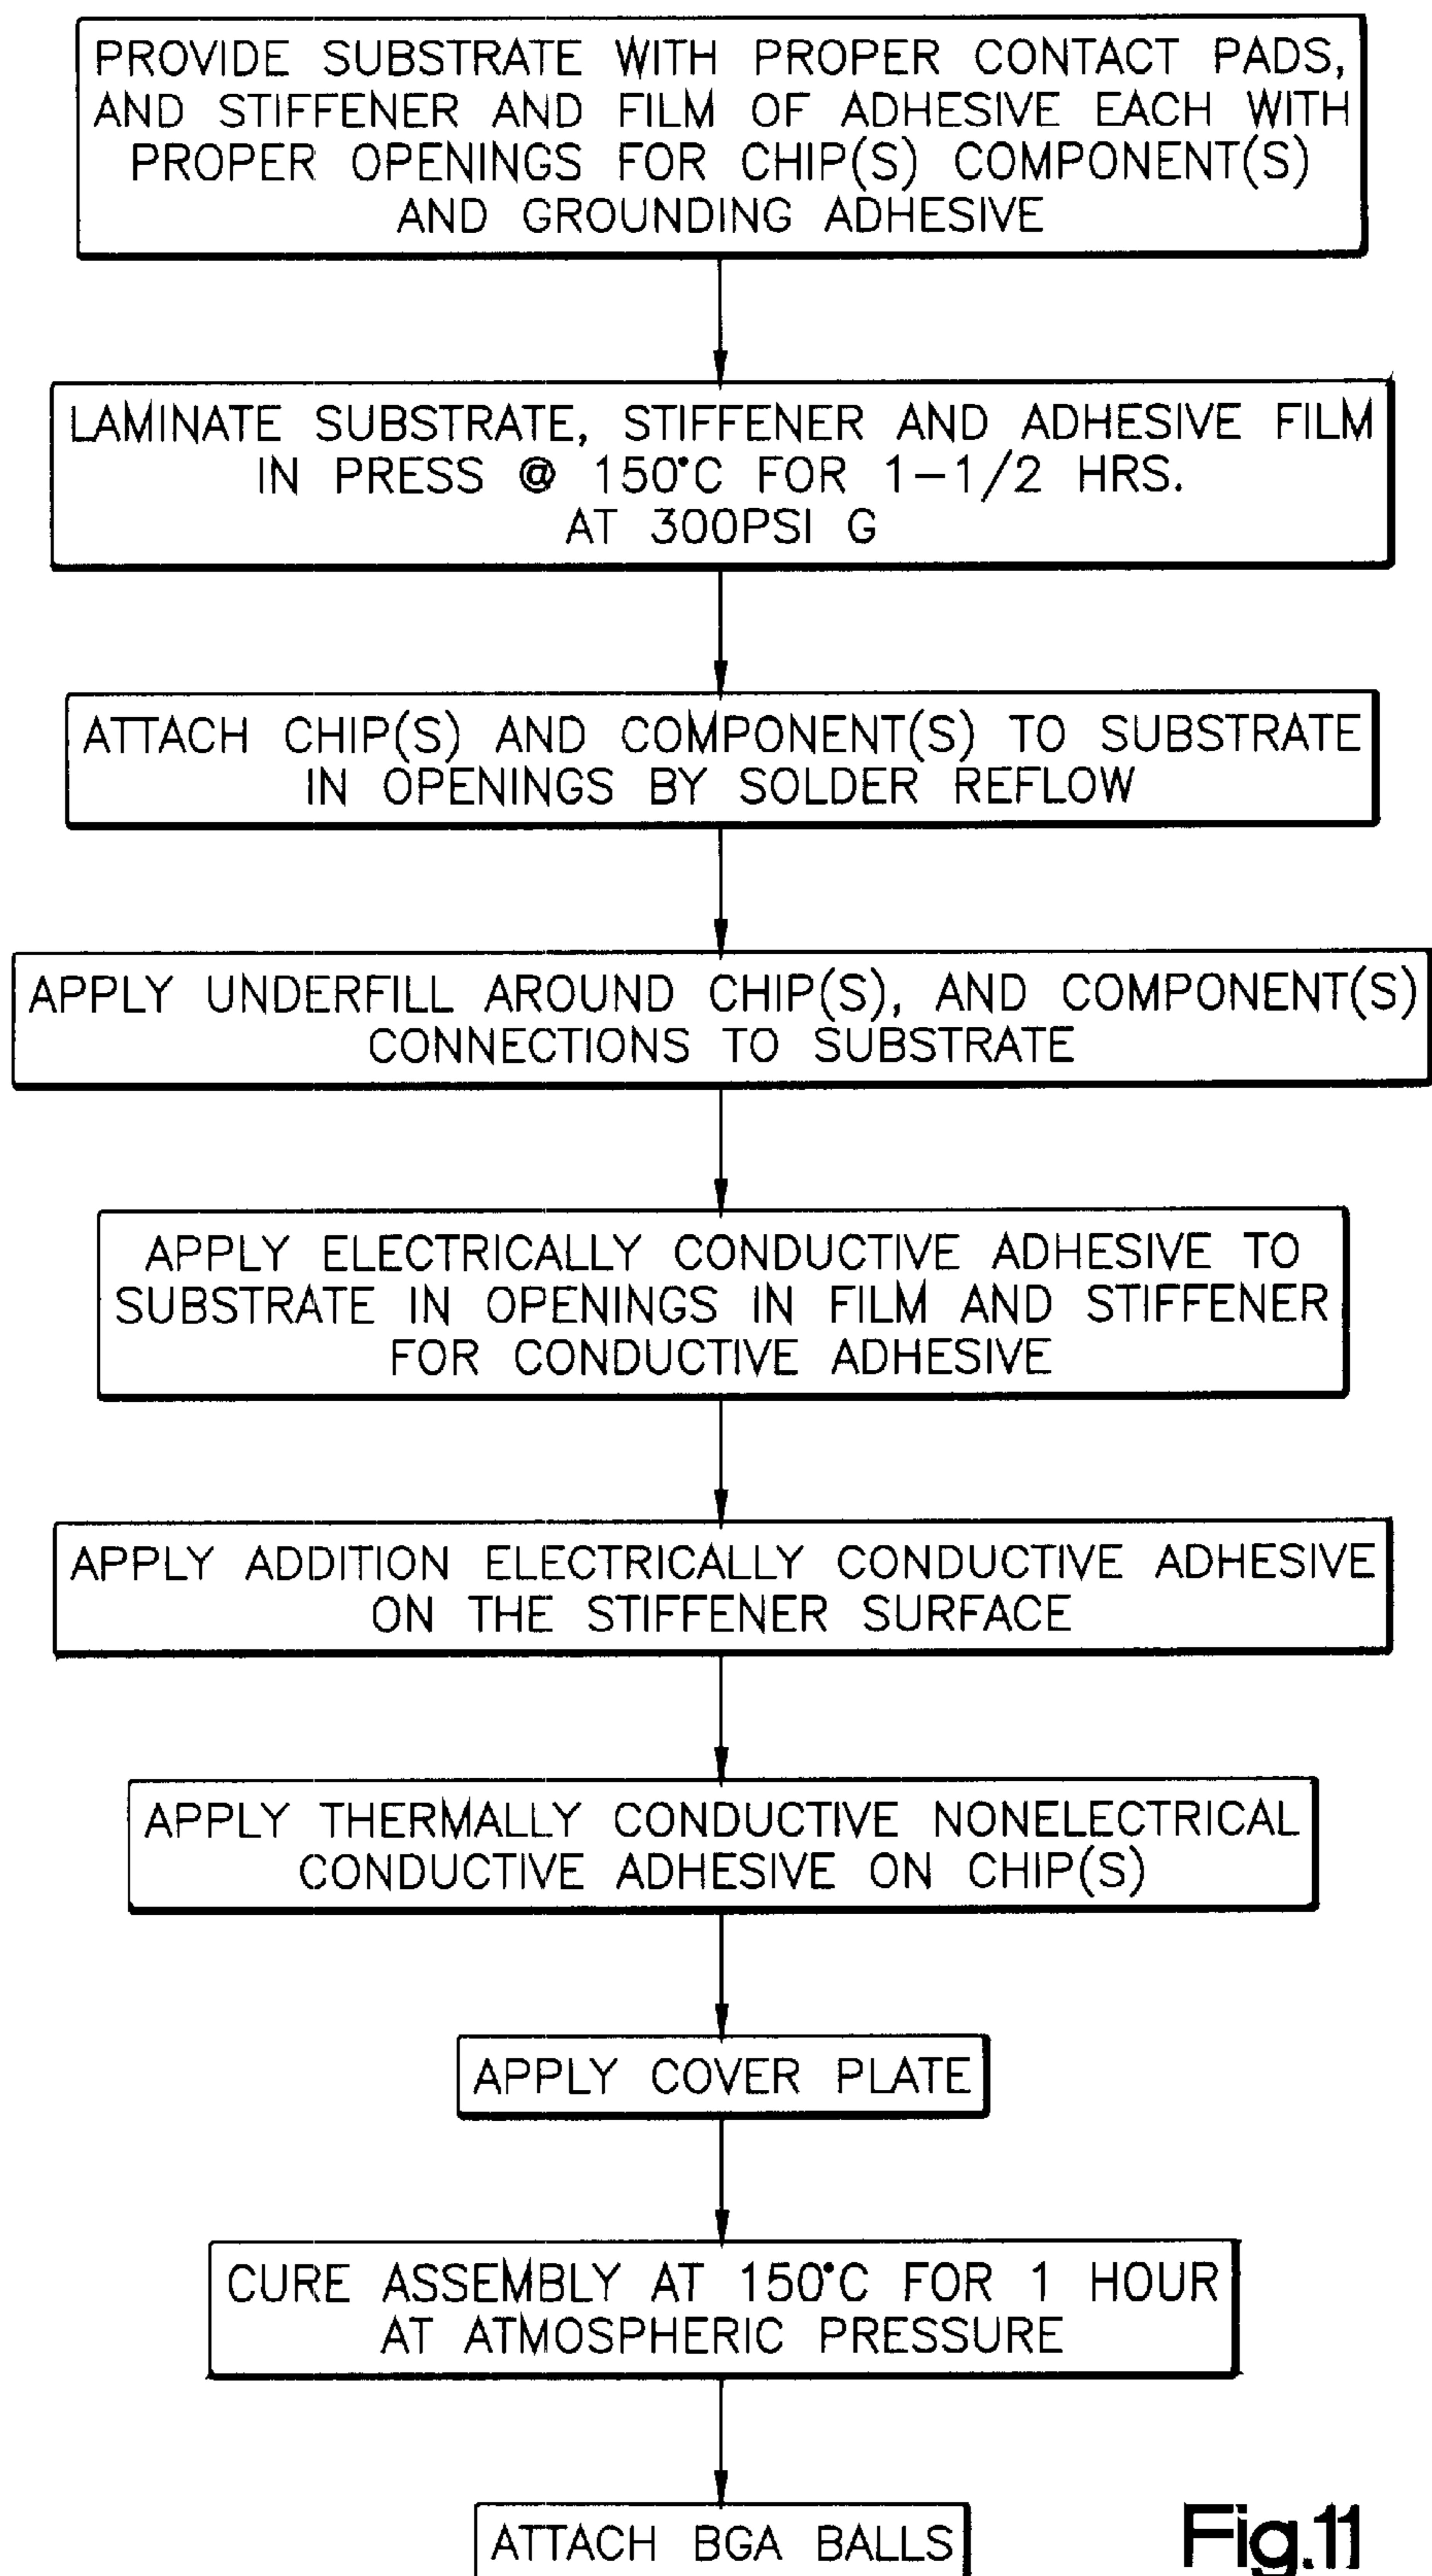 PROVIDE SUBSTRATE WITH PROPER CONTACT PADS,
AND STIFFENER AND FILM OF ADHESIVE EACH WITH
PROPER OPENINGS FOR CHIP(S) COMPONENT(S)
AND GROUNDING ADHESIVE
LAMINATE SUBSTRATE, STIFFENER AND ADHESIVE FILM
IN PRESS @ 150°C FOR 1-1/2 HRS.
AT 300PSI G
ATTACH CHIP(S) AND COMPONENT(S) TO SUBSTRATE
IN OPENINGS BY SOLDER REFLOW
APPLY UNDERFILL AROUND CHIP(S), AND COMPONENT(S)
CONNECTIONS TO SUBSTRATE
APPLY ELECTRICALLY CONDUCTIVE ADHESIVE TO
SUBSTRATE IN OPENINGS IN FILM AND STIFFENER
FOR CONDUCTIVE ADHESIVE
APPLY ADDITION ELECTRICALLY CONDUCTIVE ADHESIVE
ON THE STIFFENER SURFACE
APPLY THERMALLY CONDUCTIVE NONELECTRICAL
CONDUCTIVE ADHESIVE ON CHIP(S)
APPLY COVER PLATE
CURE ASSEMBLY AT 150°C FOR 1 HOUR
AT ATMOSPHERIC PRESSURE
ATTACH BGA BALLS
Fig.11